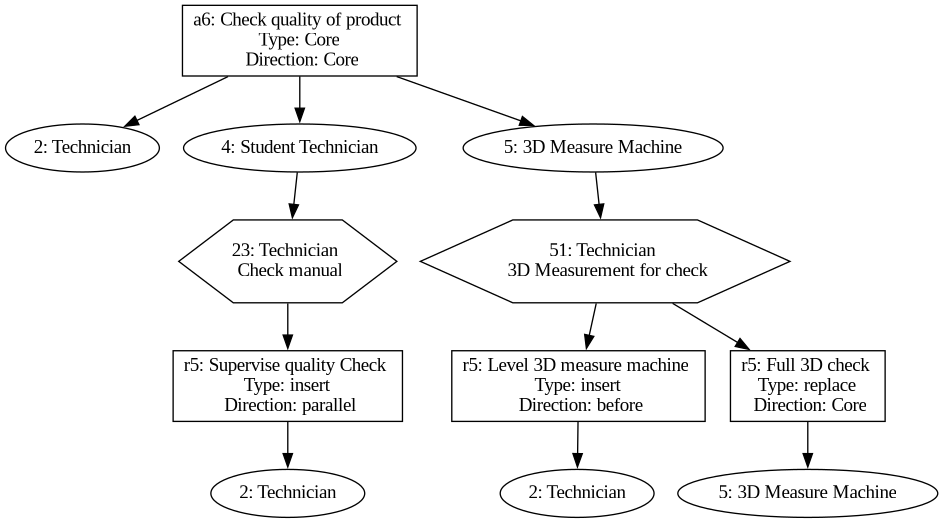 a6: Check quality of product
Type: Core
Direction: Core
2: Technician
4: Student Technician
5: 3D Measure Machine
23: Technician
Check manual
51: Technician
3D Measurement for check
r5: Supervise quality Check
Type: insert
Direction: parallel
r5: Level 3D measure machine
Type: insert
Direction: before
r5: Full 3D check
Type: replace
Direction: Core
2: Technician
2: Technician
5: 3D Measure Machine